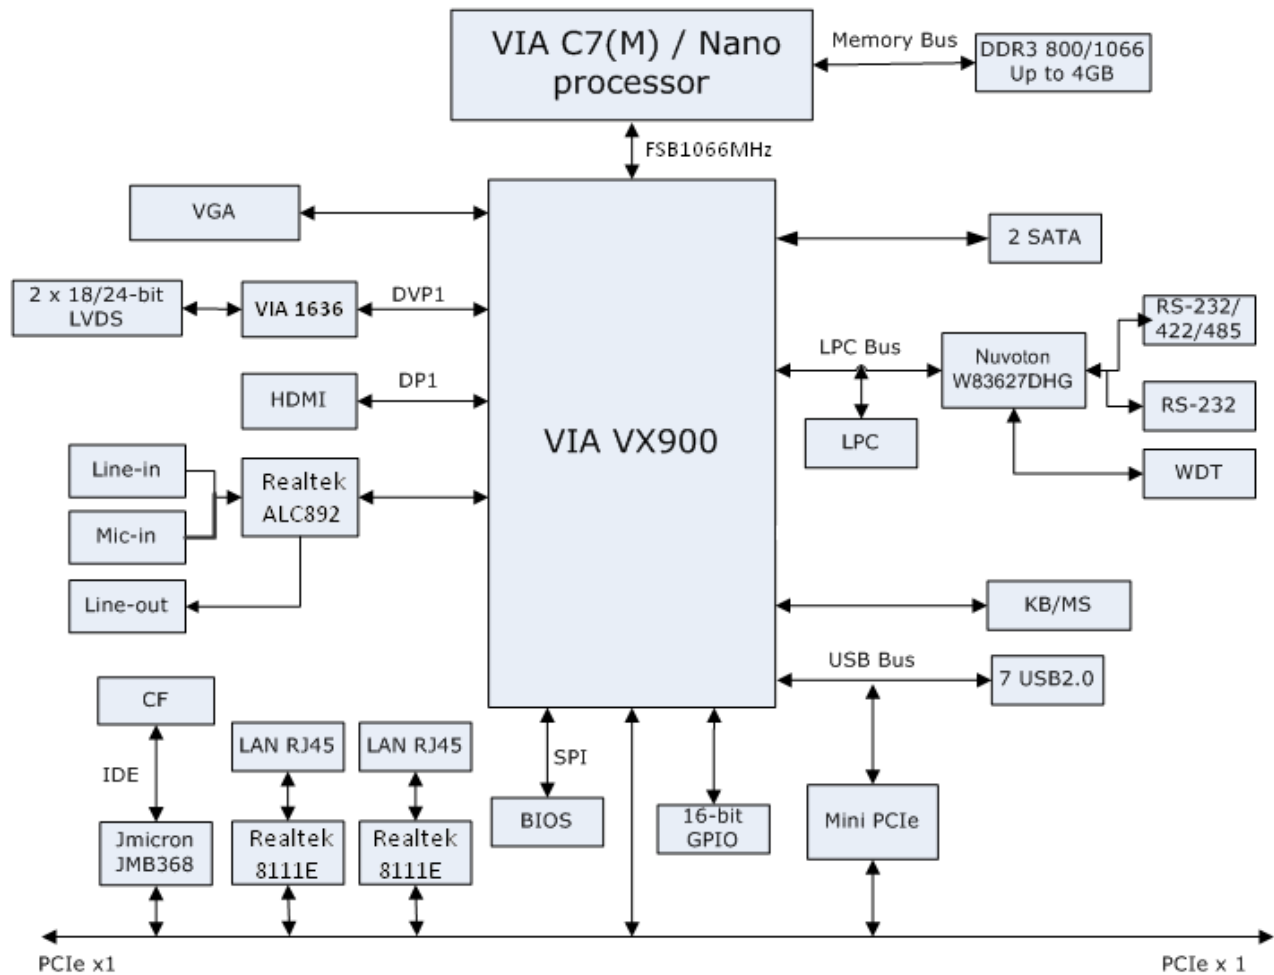 VIA C7(M) / Nano
processor
Memory Bus
DDR3 800/1066
Up to 4GB
FSB1066MHz
VGA
2 SATA
2 x 18/24-bit
LVDS
VIA 1636
DVP1
RS-232/
422/485
LPC Bus
Nuvoton
W83627DHG
HDMI
DP1
RS-232
VIA VX900
LPC
Line-in
Realtek
ALC892
WDT
Mic-in
Line-out
KB/MS
USB Bus
7 USB2.0
CF
LAN RJ45
LAN RJ45
IDE
SPI
BIOS
16-bit
GPIO
Mini PCIe
Jmicron
JMB368
Realtek
8111E
Realtek
8111E
PCIe x1
PCIe x 1